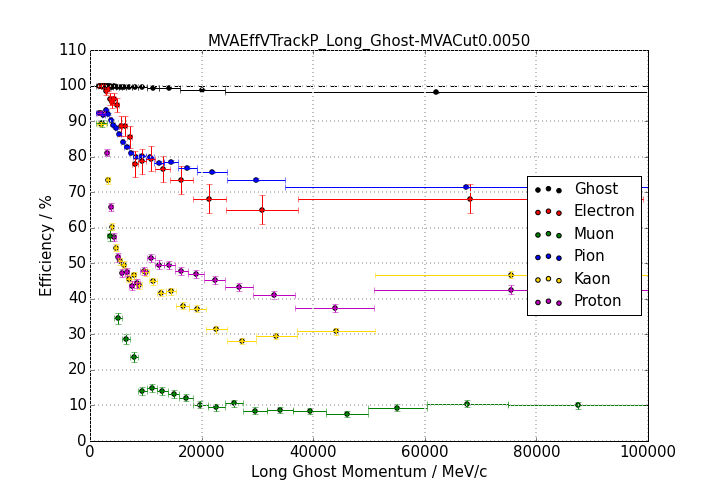 MVAEffVTrackP_Long_Ghost-MVACut0.0050
110
100
90
80
70
60
50
40
30
20
10
0
Efficiency / %
Ghost
Electron
Muon
Pion
Kaon
Proton
0 20000 40000 60000 80000 100000
Long Ghost Momentum / MeV/c